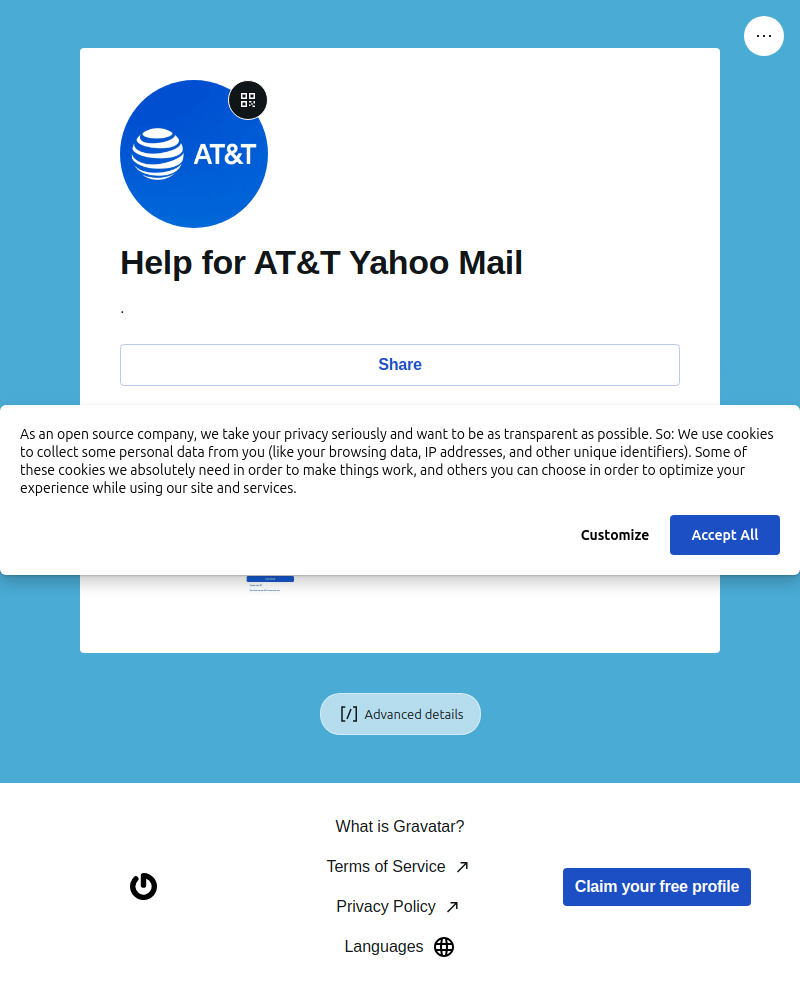 AT&T
Help for AT&T Yahoo Mail
.
Share
As an open source company, we take your privacy seriously and want to be as transparent as possible. So: We use cookies
to collect some personal data from you (like your browsing data, IP addresses, and other unique identifiers). Some of
these cookies we absolutely need in order to make things work, and others you can choose in order to optimize your
experience while using our site and services.
Customize
Accept All
[/] Advanced details
What is Gravatar?
Terms of Service
Privacy Policy
Languages
Claim your free profile